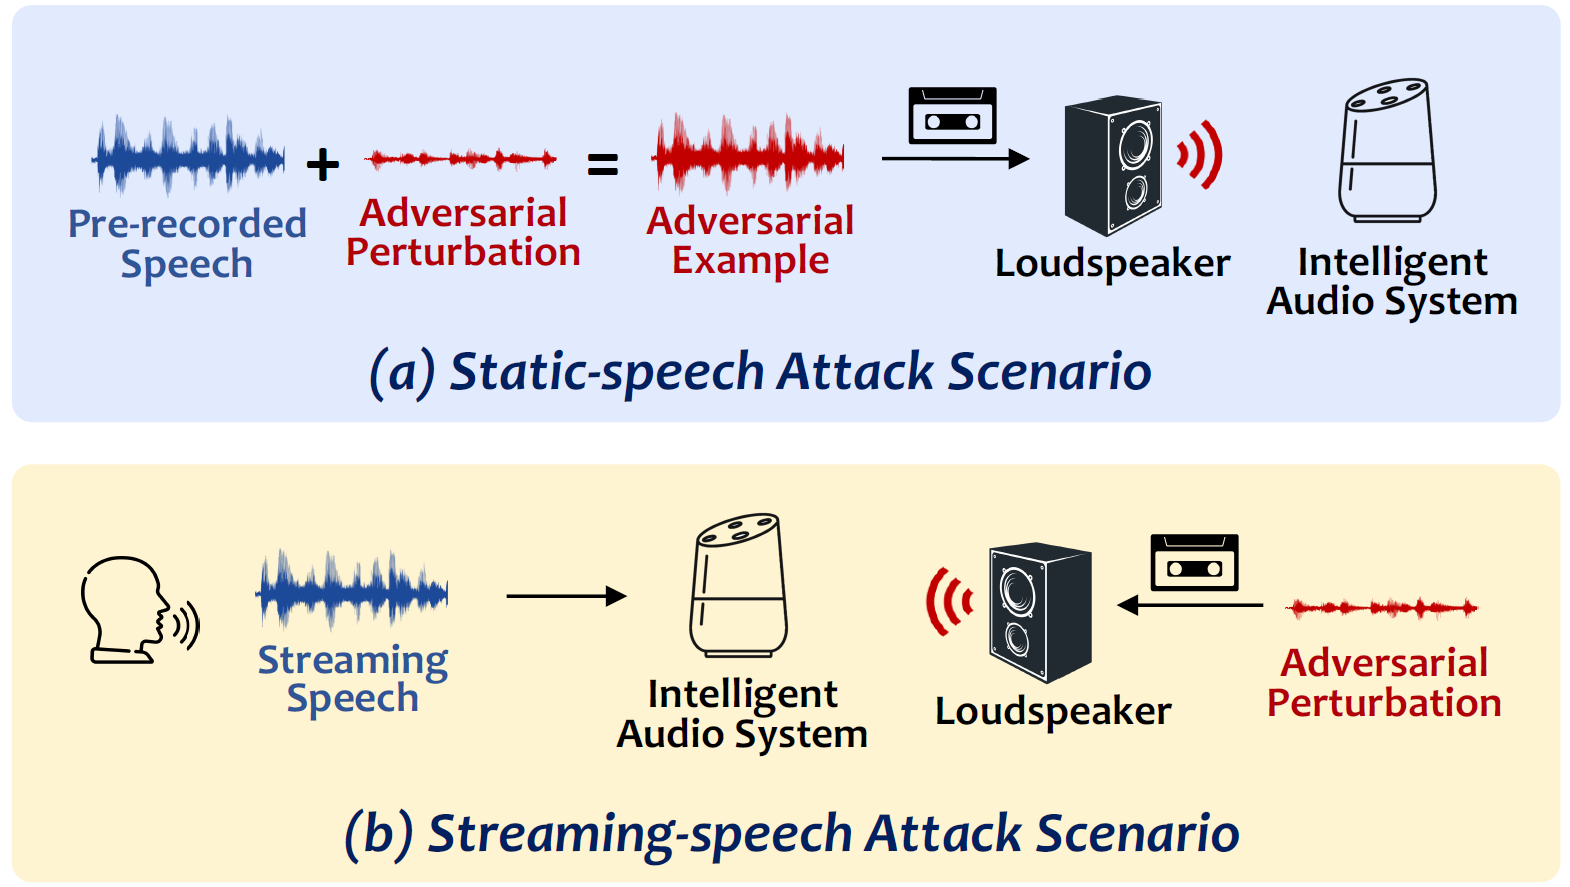 +
=
Pre-recorded
Speech
Adversarial
Perturbation
Adversarial
Example
Loudspeaker
Intelligent
Audio System
(a) Static-speech Attack Scenario
Streaming
Speech
Intelligent
Audio System
Loudspeaker
Adversarial
Perturbation
(b) Streaming-speech Attack Scenario